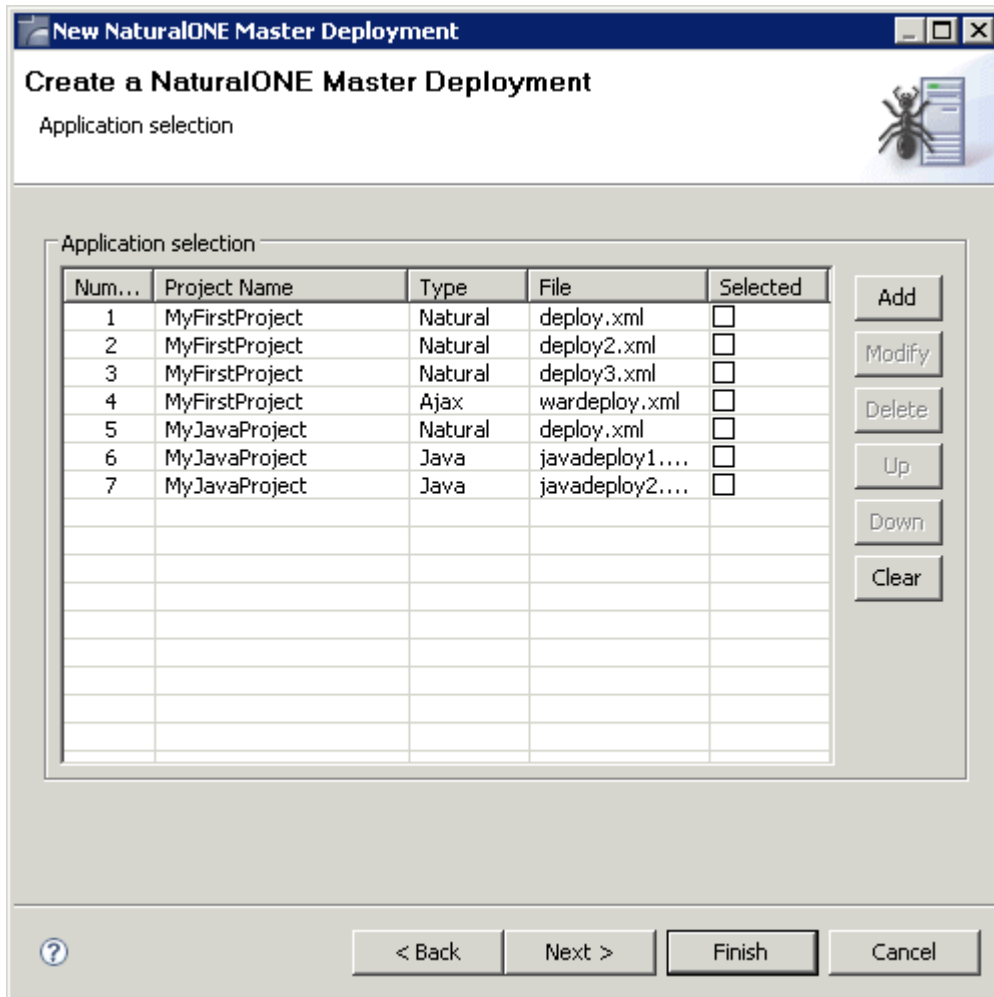 New NaturalONE Master Deployment
Create a NaturalONE Master Deployment
Application selection
Application selection
Num... Project Name Type File Selected
1 MyFirstProject Natural deploy.xml
2 MyFirstProject Natural deploy2.xml
3 MyFirstProject Natural deploy3.xml
4 MyFirstProject Ajax wardeploy.xml
5 MyJavaProject Natural deploy.xml
6 MyJavaProject Java javadeploy1....
7 MyJavaProject Java javadeploy2....
Add
Modify
Delete
Up
Down
Clear
? < Back Next > Finish Cancel